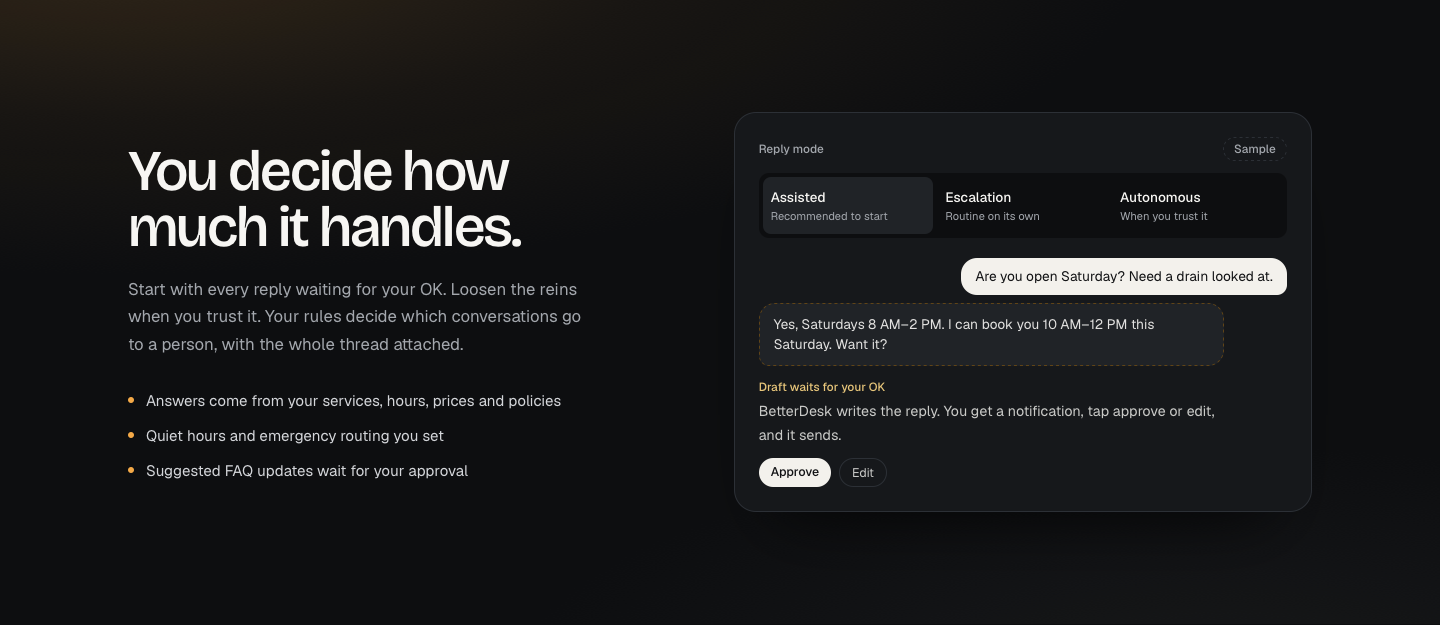 You decide how
much it handles.
Start with every reply waiting for your OK. Loosen the reins
when you trust it. Your rules decide which conversations go
to a person, with the whole thread attached.
Answers come from your services, hours, prices and policies
Quiet hours and emergency routing you set
Suggested FAQ updates wait for your approval
Reply mode
Sample
Assisted
Recommended to start
Escalation
Routine on its own
Autonomous
When you trust it
Are you open Saturday? Need a drain looked at.
Yes, Saturdays 8 AM–2 PM. I can book you 10 AM–12 PM this
Saturday. Want it?
Draft waits for your OK
BetterDesk writes the reply. You get a notification, tap approve or edit,
and it sends.
Approve
Edit